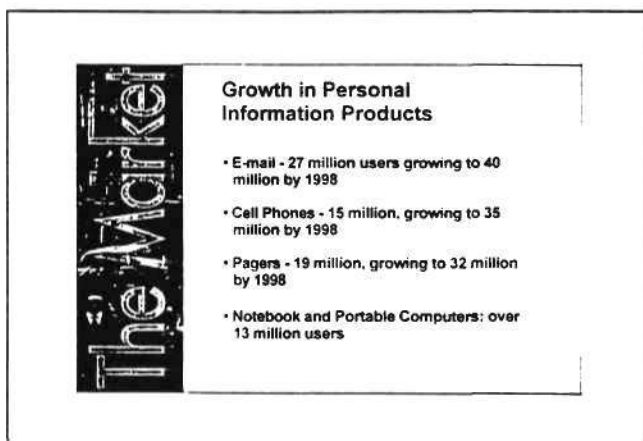 The Market
Growth in Personal
Information Products
• E-mail - 27 million users growing to 40
million by 1998
• Cell Phones - 15 million, growing to 35
million by 1998
• Pagers - 19 million, growing to 32 million
by 1998
• Notebook and Portable Computers: over
13 million users